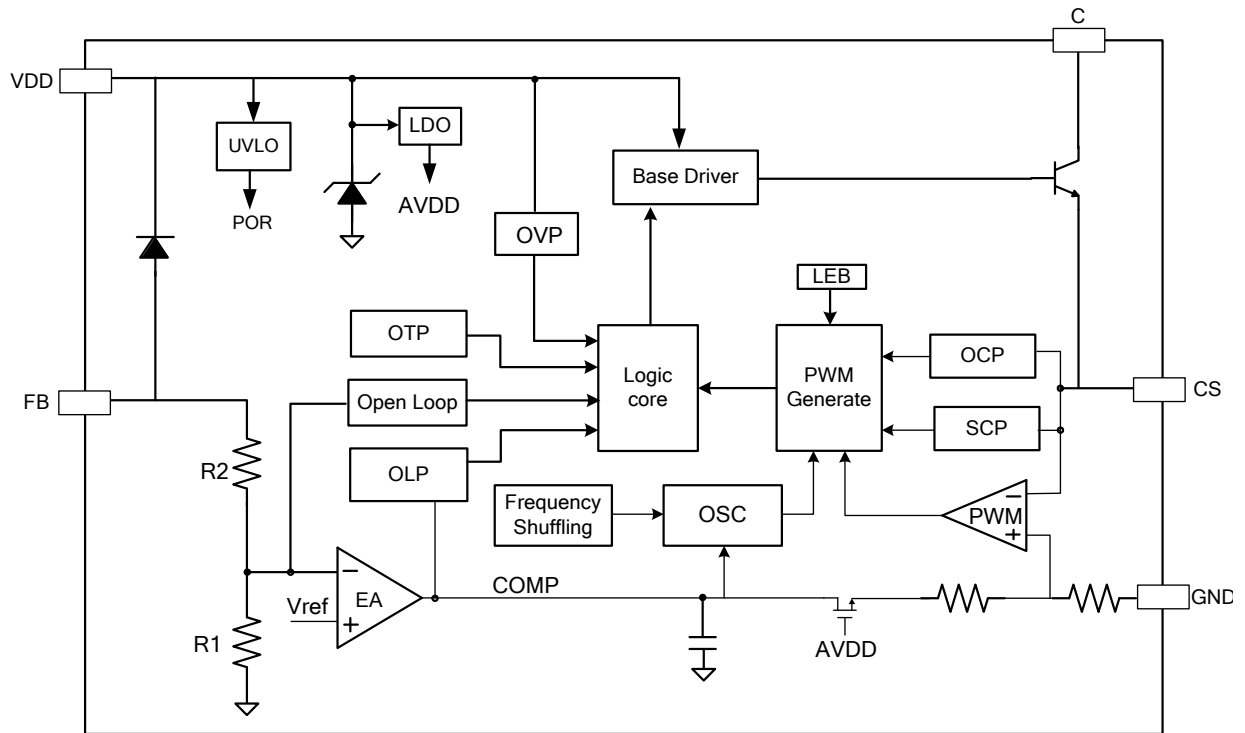 C
VDD
UVLO
LDO
Base Driver
POR
AVDD
OVP
LEB
OTP
Logic
core
PWM
Generate
OCP
FB
Open Loop
CS
SCP
OLP
R2
Frequency
Shuffling
OSC
−
PWM
+
−
EA
Vref
+
COMP
GND
R1
AVDD